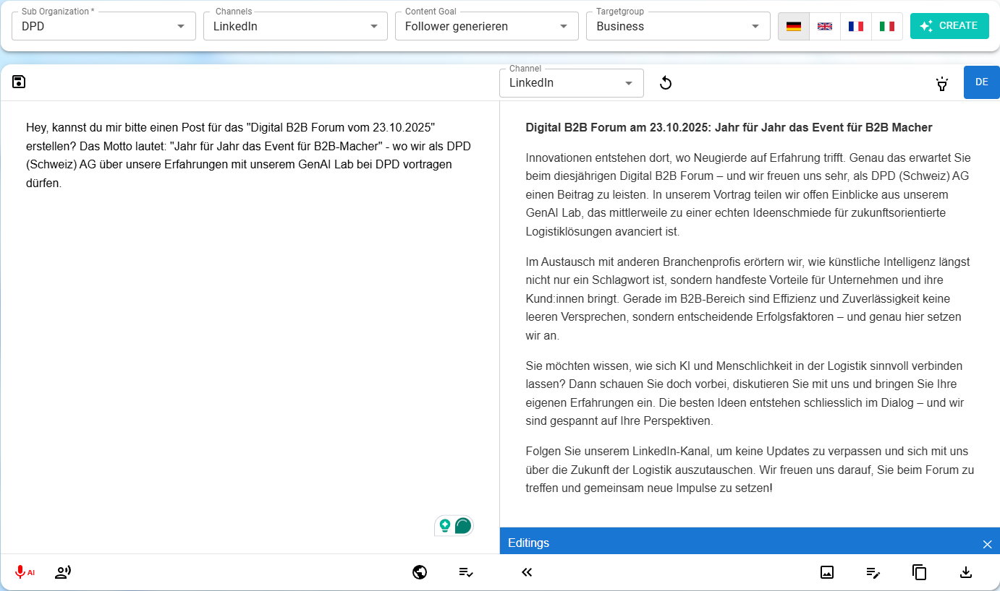 Sub Organization *
DPD
Channels
LinkedIn
Content Goal
Follower generieren
Targetgroup
Business
CREATE
Channel
LinkedIn
DE
Hey, kannst du mir bitte einen Post für das "Digital B2B Forum vom 23.10.2025"
erstellen? Das Motto lautet: "Jahr für Jahr das Event für B2B-Macher" - wo wir als DPD
(Schweiz) AG über unsere Erfahrungen mit unserem GenAI Lab bei DPD vortragen
dürfen.
Digital B2B Forum am 23.10.2025: Jahr für Jahr das Event für B2B Macher
Innovationen entstehen dort, wo Neugierde auf Erfahrung trifft. Genau das erwartet Sie
beim diesjährigen Digital B2B Forum – und wir freuen uns sehr, als DPD (Schweiz) AG
einen Beitrag zu leisten. In unserem Vortrag teilen wir offen Einblicke aus unserem
GenAI Lab, das mittlerweile zu einer echten Ideenschmiede für zukunftsorientierte
Logistiklösungen avanciert ist.
Im Austausch mit anderen Branchenprofis erörtern wir, wie künstliche Intelligenz längst
nicht nur ein Schlagwort ist, sondern handfeste Vorteile für Unternehmen und ihre
Kund:innen bringt. Gerade im B2B-Bereich sind Effizienz und Zuverlässigkeit keine
leeren Versprechen, sondern entscheidende Erfolgsfaktoren – und genau hier setzen
wir an.
Sie möchten wissen, wie sich KI und Menschlichkeit in der Logistik sinnvoll verbinden
lassen? Dann schauen Sie doch vorbei, diskutieren Sie mit uns und bringen Sie Ihre
eigenen Erfahrungen ein. Die besten Ideen entstehen schliesslich im Dialog – und wir
sind gespannt auf Ihre Perspektiven.
Folgen Sie unserem LinkedIn-Kanal, um keine Updates zu verpassen und sich mit uns
über die Zukunft der Logistik auszutauschen. Wir freuen uns darauf, Sie beim Forum zu
treffen und gemeinsam neue Impulse zu setzen!
Editings
AI